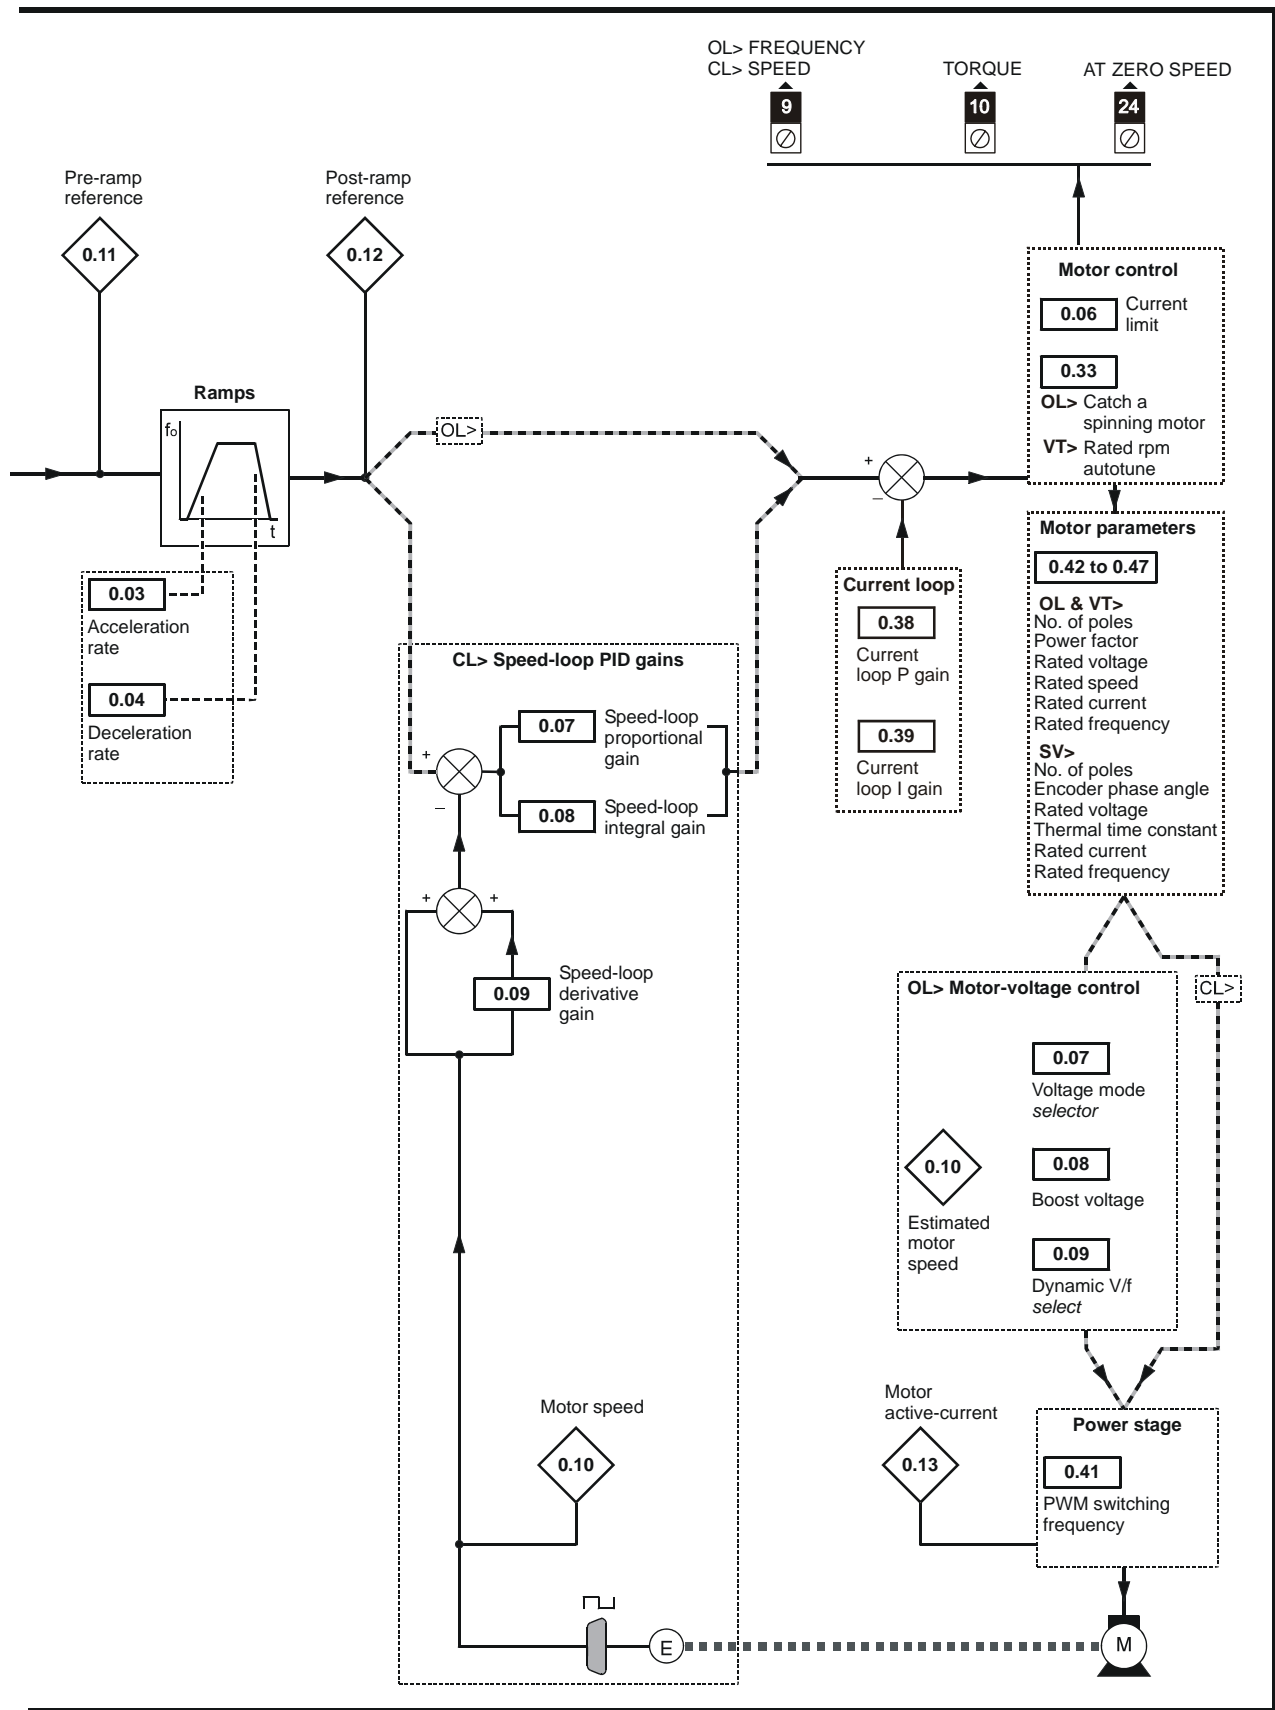 OL> FREQUENCY
CL> SPEED
TORQUE
AT ZERO SPEED
9
10
24
Pre-ramp
reference
0.11
Post-ramp
reference
0.12
Ramps
fo
t
0.03
Acceleration
rate
0.04
Deceleration
rate
OL>
+
−
Motor control
0.06
Current
limit
0.33
OL> Catch a
spinning motor
VT> Rated rpm
autotune
Motor parameters
0.42 to 0.47
OL & VT>
No. of poles
Power factor
Rated voltage
Rated speed
Rated current
Rated frequency
SV>
No. of poles
Encoder phase angle
Rated voltage
Thermal time constant
Rated current
Rated frequency
Current loop
0.38
Current
loop P gain
0.39
Current
loop I gain
CL> Speed-loop PID gains
+
−
0.07
Speed-loop
proportional
gain
0.08
Speed-loop
integral gain
+
+
0.09
Speed-loop
derivative
gain
OL> Motor-voltage control
CL>
0.07
Voltage mode
selector
0.10
Estimated
motor
speed
0.08
Boost voltage
0.09
Dynamic V/f
select
Motor speed
0.10
Motor
active-current
0.13
Power stage
0.41
PWM switching
frequency
E
M